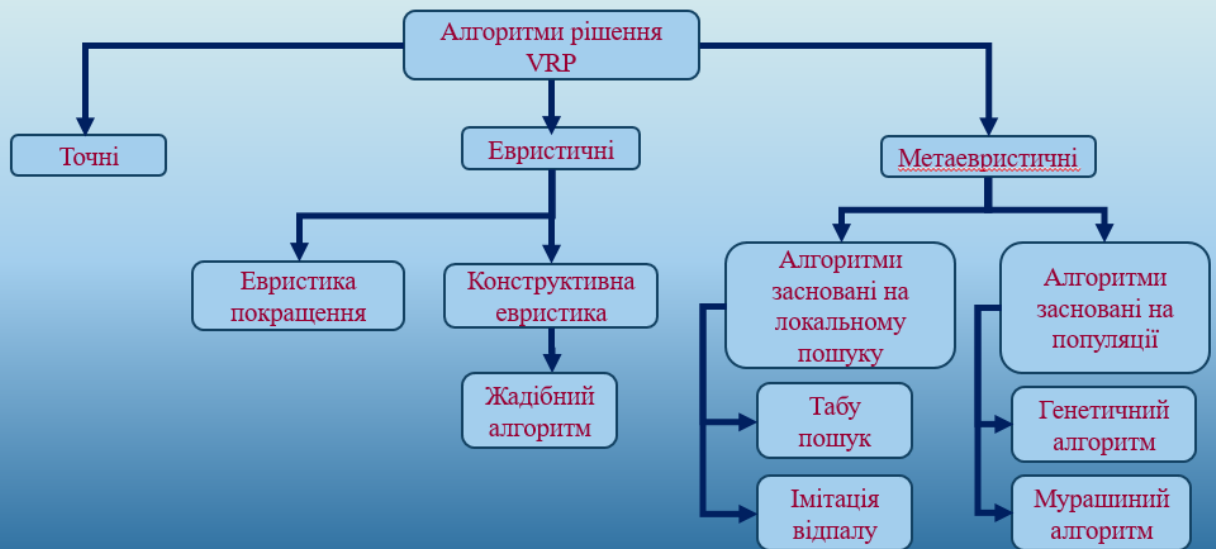 Алгоритми рішення
VRP
Точні
Евристичні
Метаевристичні
Евристика
покращення
Конструктивна
евристика
Алгоритми
засновані на
локальному
пошуку
Алгоритми
засновані на
популяції
Жадібний
алгоритм
Табу
пошук
Генетичний
алгоритм
Імітація
відпалу
Мурашиний
алгоритм